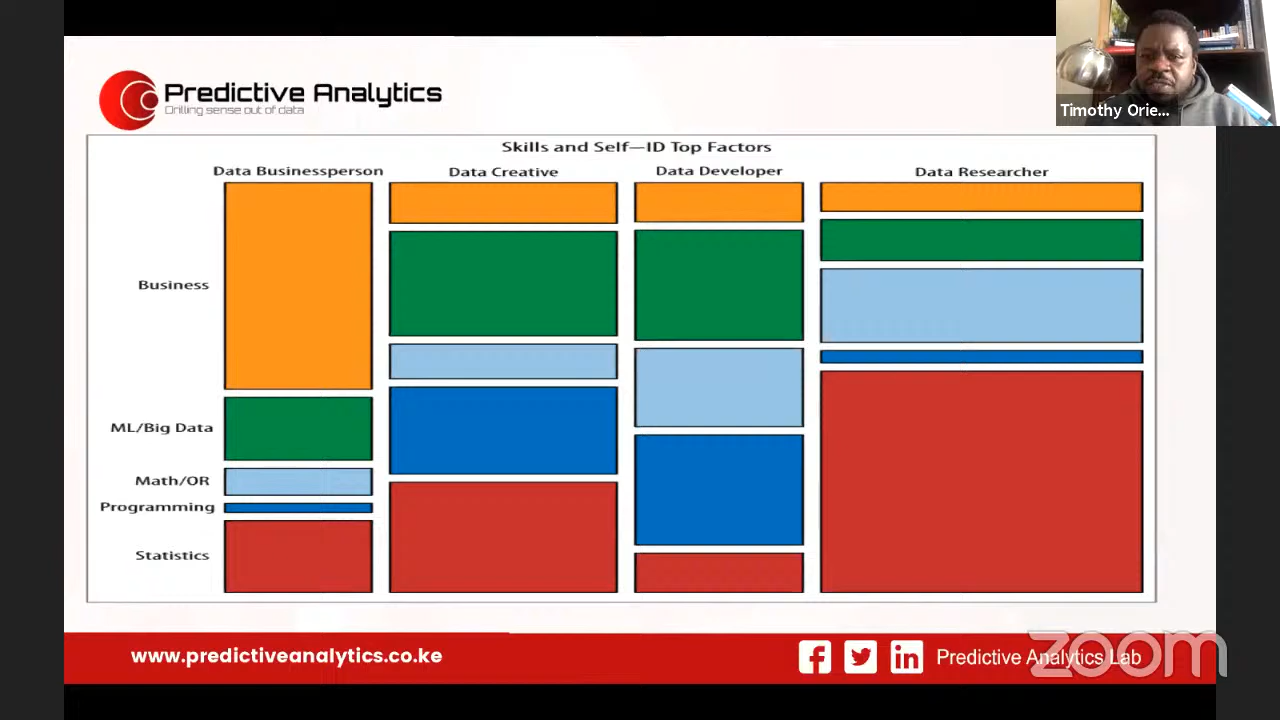 Timothy Orie...
Predictive Analytics
Drilling sense out of data
Skills and Self—ID Top Factors
Data Businessperson Data Creative Data Developer Data Researcher
Business
ML/Big Data
Math/OR
Programming
Statistics
www.predictiveanalytics.co.ke
Predictive Analytics Lab
zoom